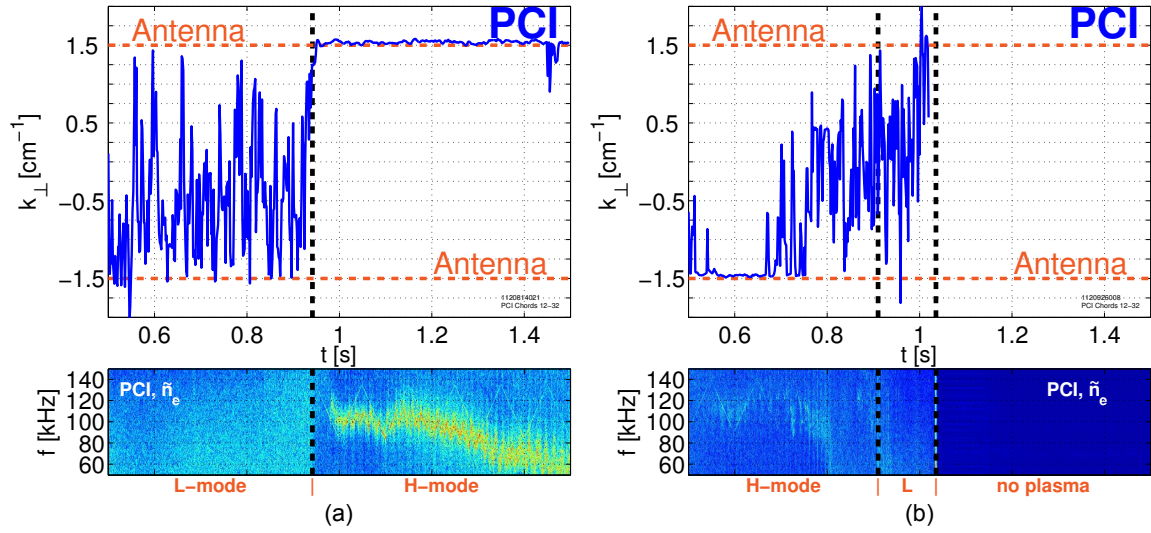 PCI
Antenna
1.5
0.5
−0.5
−1.5
k⊥ [cm−1]
Antenna
1120814021
PCI Chords 12−32
0.6 0.8 1 1.2 1.4
t [s]
PCI, ñe
140
120
100
80
60
f [kHz]
L−mode | H−mode
(a)
PCI
Antenna
1.5
0.5
−0.5
−1.5
k⊥ [cm−1]
Antenna
1120926008
PCI Chords 12−32
0.6 0.8 1 1.2 1.4
t [s]
PCI, ñe
140
120
100
80
60
f [kHz]
H−mode | L | no plasma
(b)